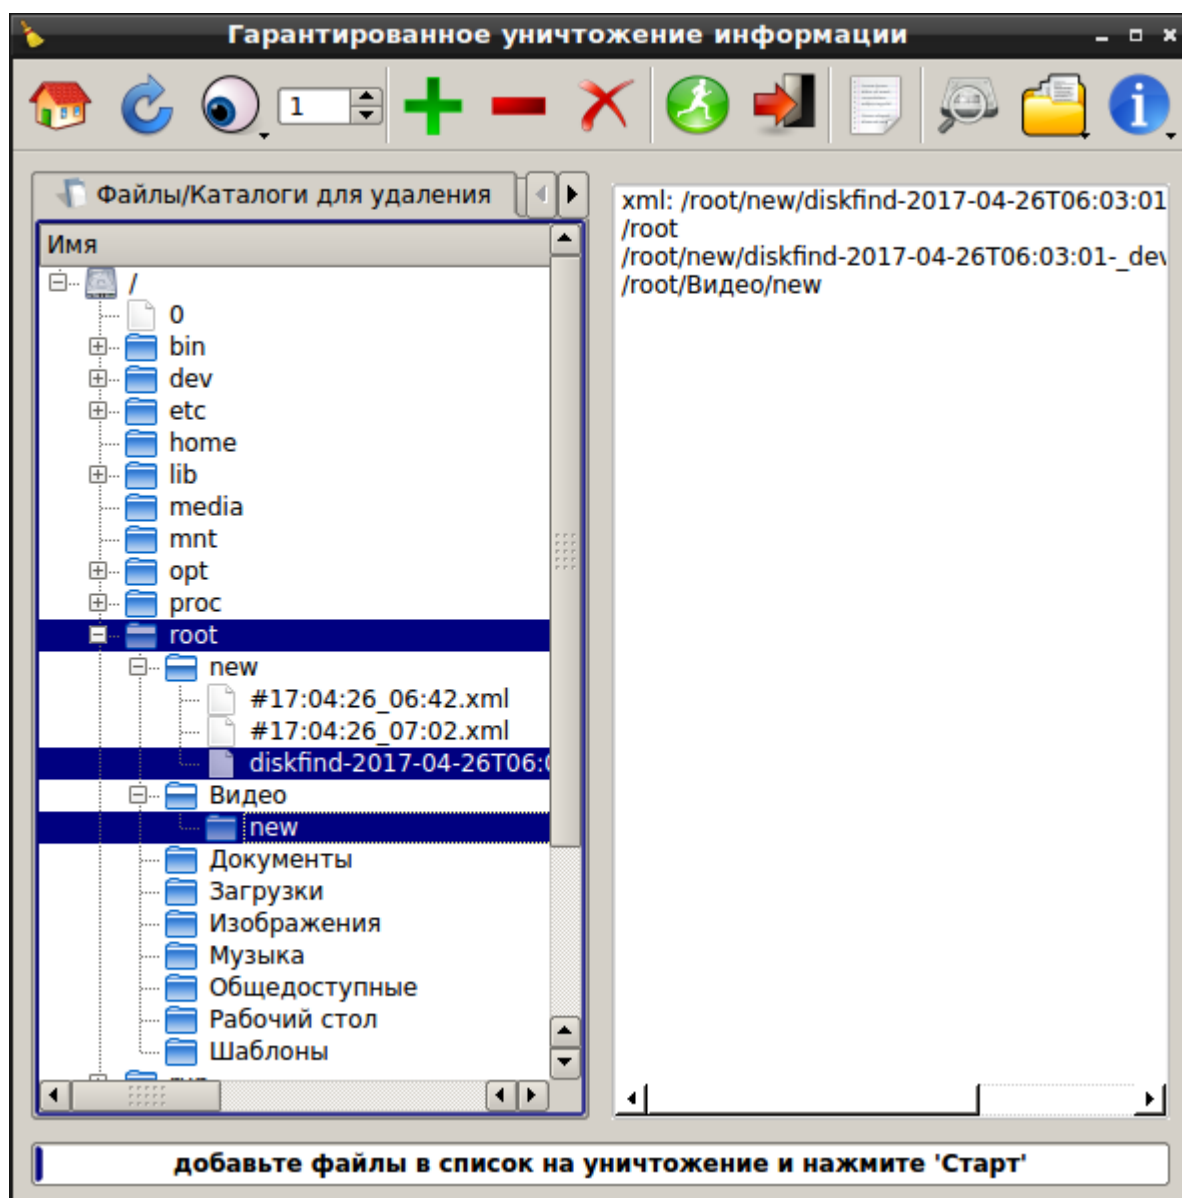 Гарантированное уничтожение информации
1
Файлы/Каталоги для удаления
Имя
/
0
bin
dev
etc
home
lib
media
mnt
opt
proc
root
new
#17:04:26_06:42.xml
#17:04:26_07:02.xml
diskfind-2017-04-26T06:0
Видео
new
Документы
Загрузки
Изображения
Музыка
Общедоступные
Рабочий стол
Шаблоны
xml: /root/new/diskfind-2017-04-26T06:03:01
/root
/root/new/diskfind-2017-04-26T06:03:01-_dev
/root/Видео/new
добавьте файлы в список на уничтожение и нажмите 'Старт'